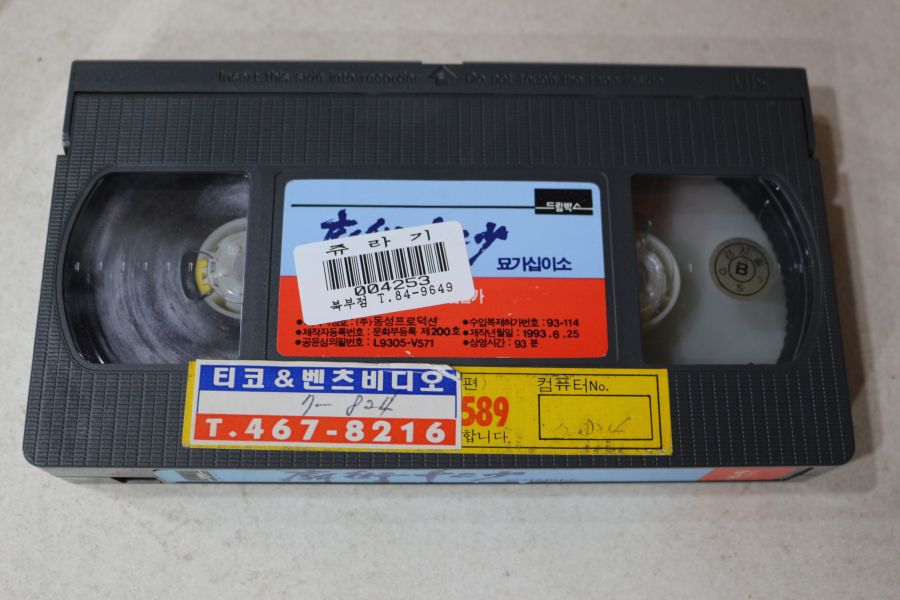 Insert this side into recorder
Do not touch the tape inside
VHS
드림박스
묘가십이소
쥬라기
004253
북부점 T.84-9649
가
(주)동성프로덕션
●수입복제허가번호 : 93-114
●제작자등록번호 : 문화부등록 제200호
●제작년월일 : 1993.6.25
●공윤심의필번호 : L9305-V571
●상영시간 : 93 분
B
티코&벤츠비디오
7-824
T.467-8216
편)
589
합니다.
컴퓨터No.